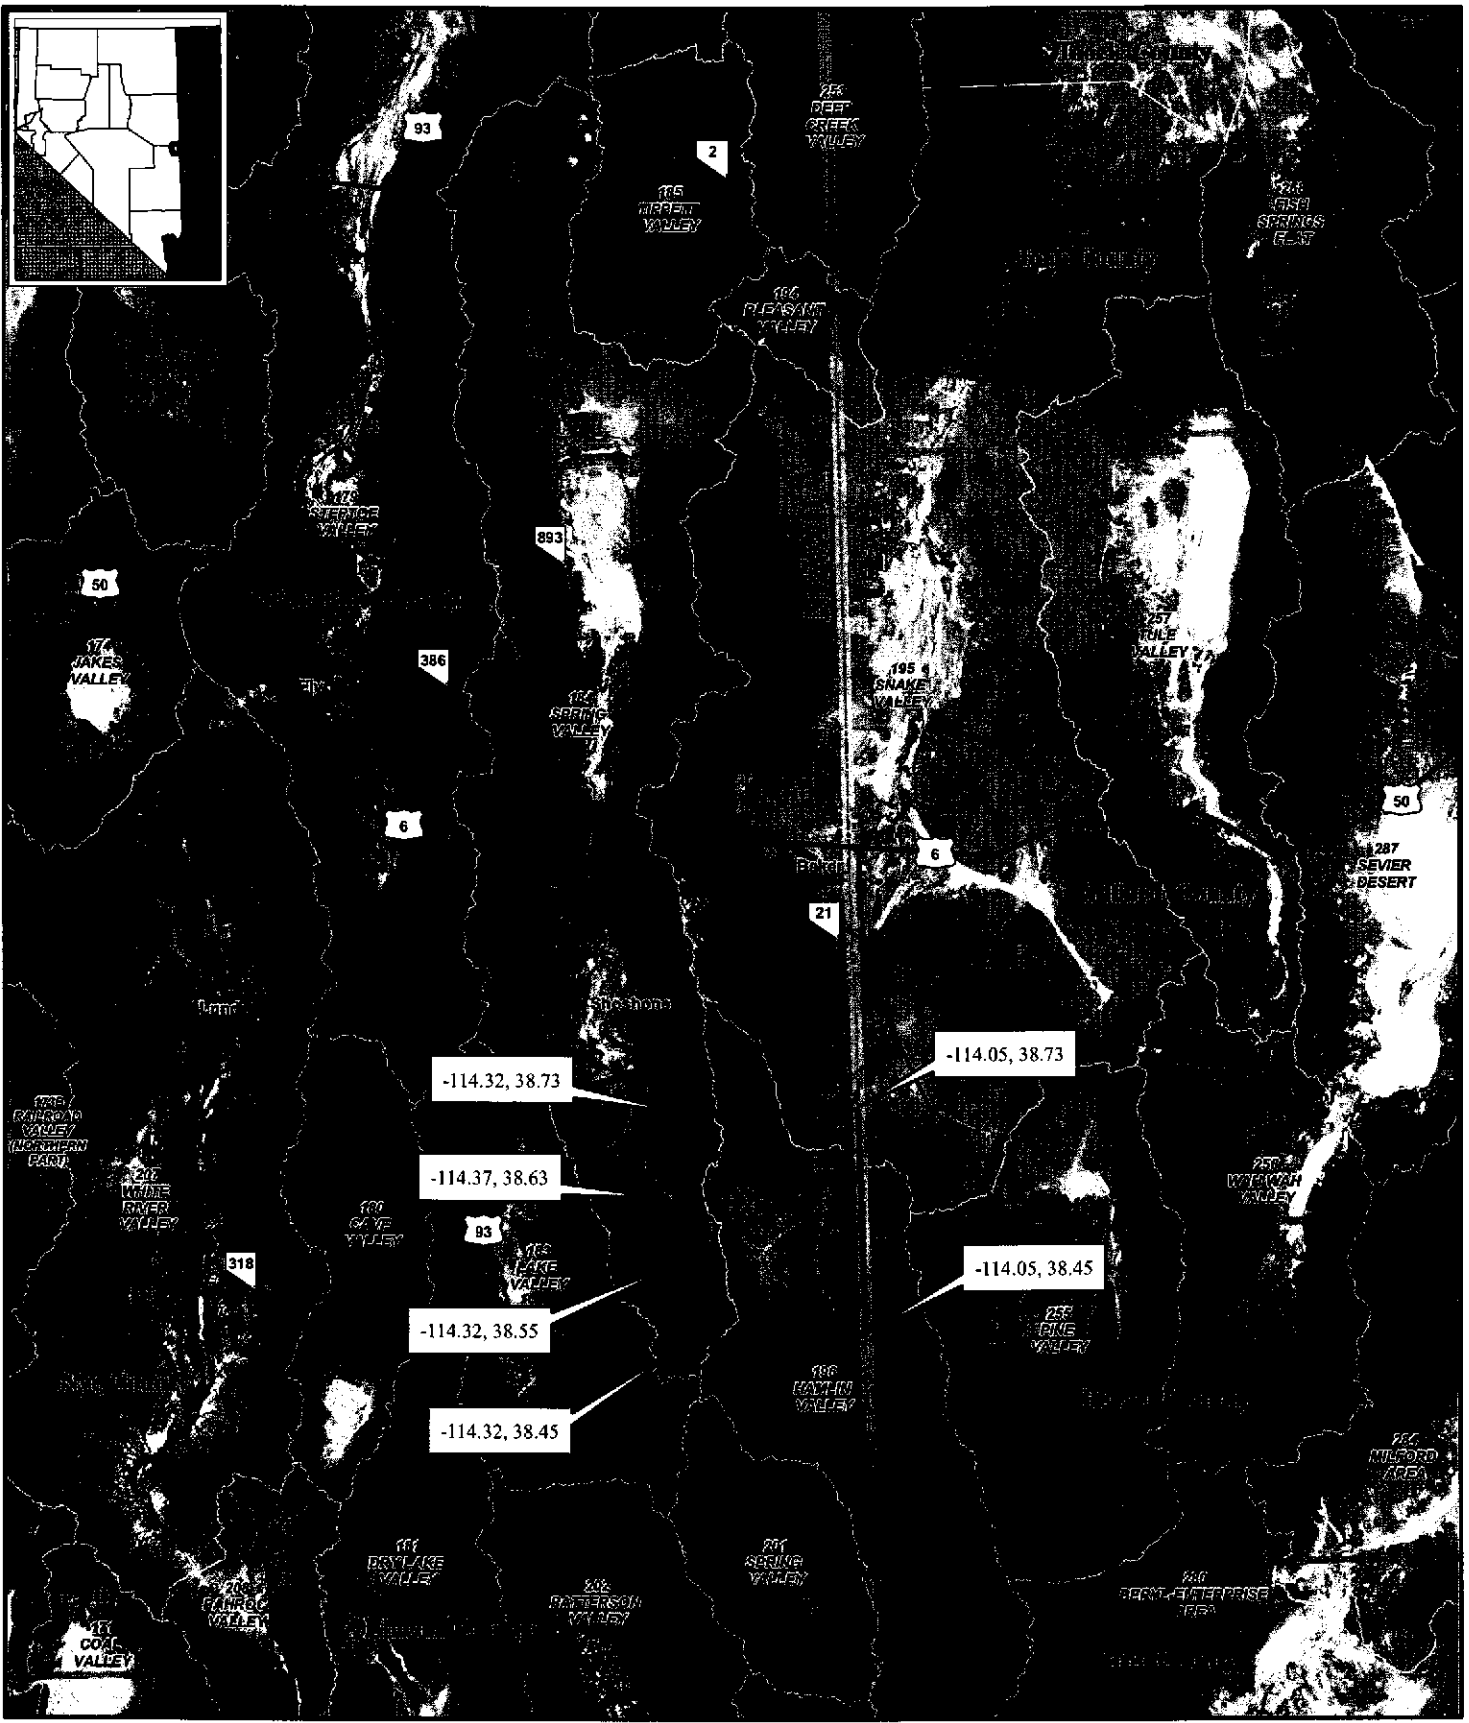 93
2
253
DEEP
CREEK
VALLEY
185
TIPPETT
VALLEY
FISH
SPRINGS
FLAT
Juab County
194
PLEASANT
VALLEY
179
STEPTOE
VALLEY
893
50
174
JAKES
VALLEY
386
184
SPRING
VALLEY
195
SNAKE
VALLEY
257
TULE
VALLEY
6
50
287
SEVIER
DESERT
Baker
6
21
Millard County
Lund
Shoshone
-114.32, 38.73
-114.05, 38.73
173B
RAILROAD
VALLEY
(NORTHERN
PART)
207
WHITE
RIVER
VALLEY
-114.37, 38.63
180
CAVE
VALLEY
93
183
LAKE
VALLEY
WAH WAH
VALLEY
318
-114.05, 38.45
-114.32, 38.55
255
PINE
VALLEY
196
HAMLIN
VALLEY
-114.32, 38.45
MILFORD
AREA
181
DRY LAKE
VALLEY
202
PATTERSON
VALLEY
201
SPRING
VALLEY
280
BERYL-ENTERPRISE
AREA
PAHROC
VALLEY
COAL
VALLEY